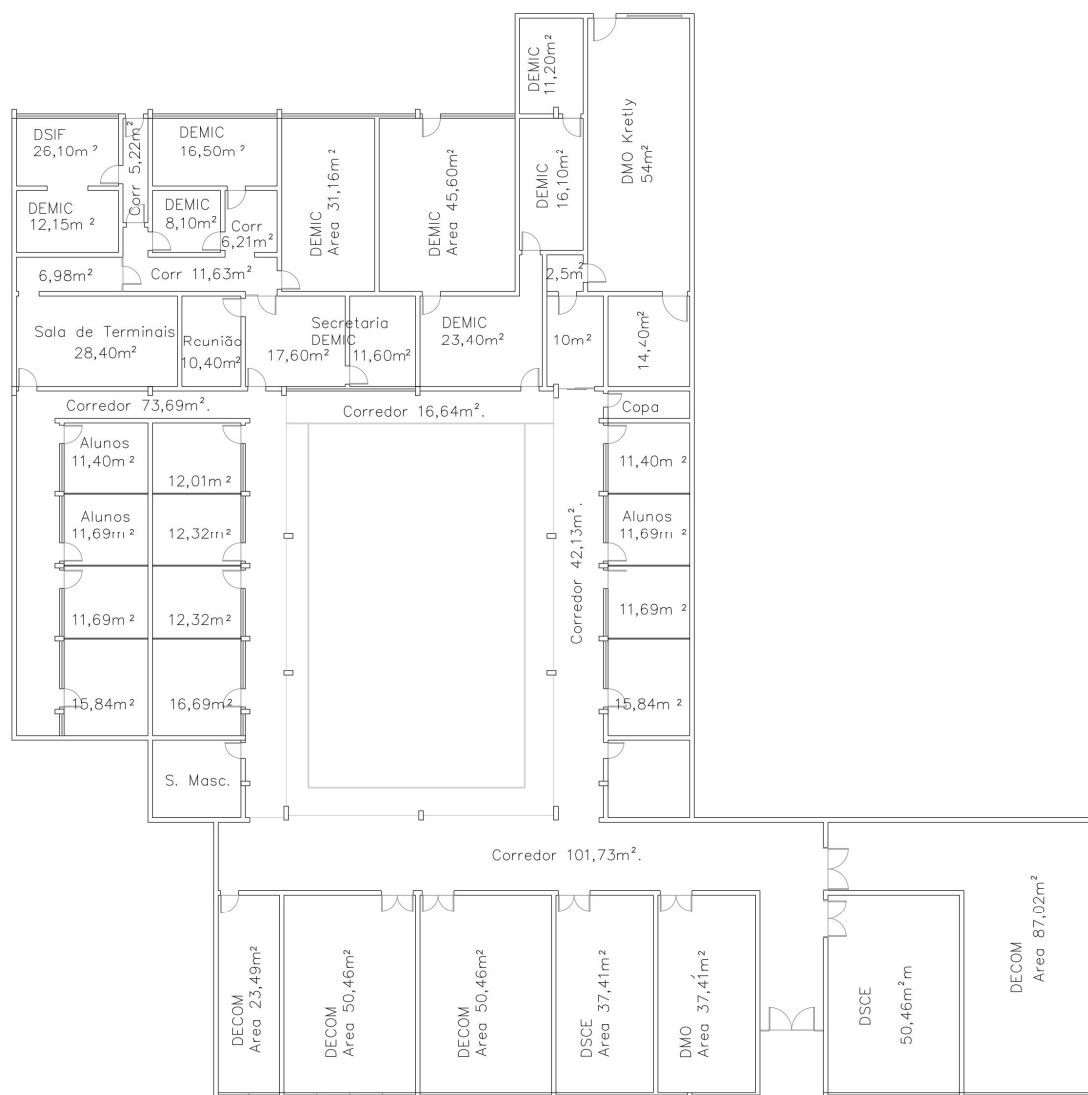 DEMIC
11,20m²
DMO Kretly
54m²
DSIF
26,10m²
Corr 5,22m²
DEMIC
16,50m²
DEMIC
Area 31,16m²
DEMIC
Area 45,60m²
DEMIC
16,10m²
DEMIC
12,15m²
DEMIC
8,10m²
Corr
6,21m²
6,98m²
Corr 11,63m²
2,5m²
Sala de Terminais
28,40m²
Reunião
10,40m²
Secretaria
DEMIC
17,60m²
11,60m²
DEMIC
23,40m²
10m²
14,40m²
Corredor 73,69m².
Corredor 16,64m².
Copa
Alunos
11,40m²
12,01m²
11,40m²
Alunos
11,69m²
12,32m²
Corredor 42,13m².
Alunos
11,69m²
11,69m²
12,32m²
11,69m²
15,84m²
16,69m²
15,84m²
S. Masc.
Corredor 101,73m².
DECOM
Area 23,49m²
DECOM
Area 50,46m²
DECOM
Area 50,46m²
DSCE
Area 37,41m²
DMO
Area 37,41m²
DSCE
50,46m²m
DECOM
Area 87,02m²